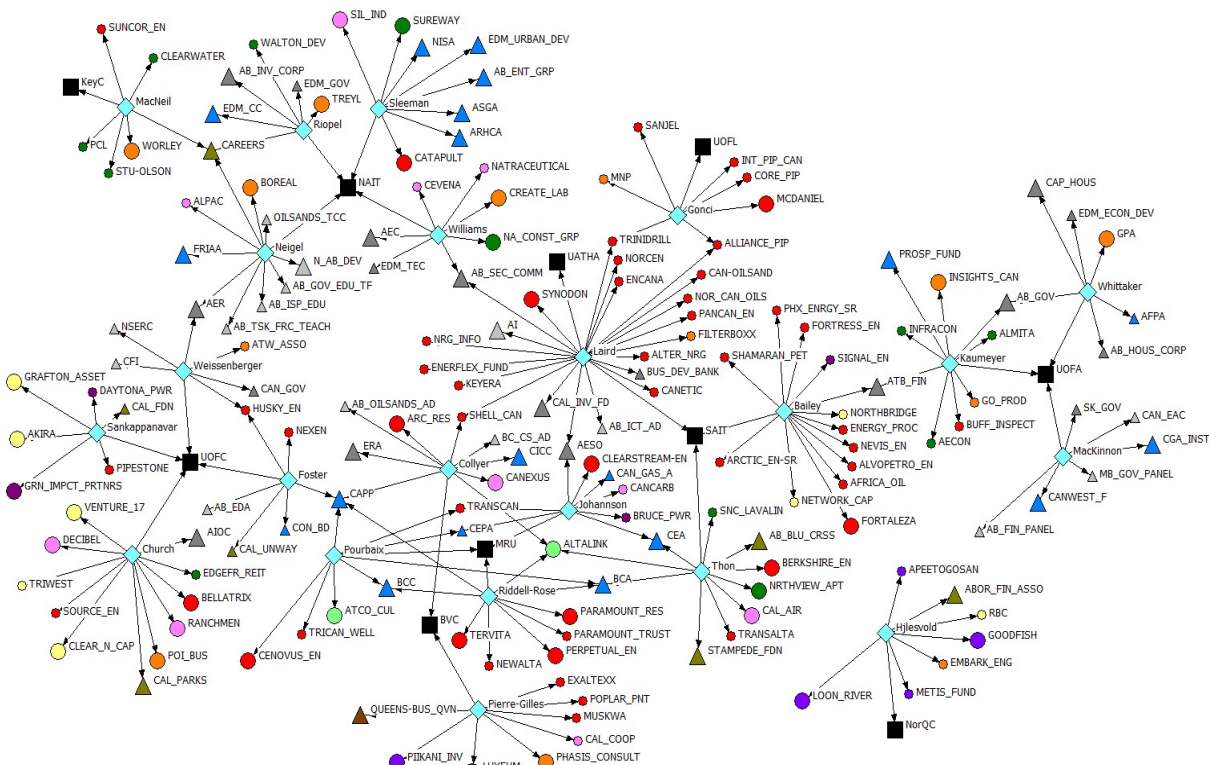 SUNCOR_EN
CLEARWATER
KeyC
MacNeil
PCL
WORLEY
STU-OLSON
CAREERS
WALTON_DEV
AB_INV_CORP
EDM_GOV
TREYL
EDM_CC
Riopel
SIL_IND
SUREWAY
NISA
EDM_URBAN_DEV
AB_ENT_GRP
Sleeman
ASGA
ARHCA
CATAPULT
NAIT
BOREAL
ALPAC
OILSANDS_TCC
FRIAA
Neigel
N_AB_DEV
AB_GOV_EDU_TF
AB_ISP_EDU
AER
AB_TSK_FRC_TEACH
NATRACEUTICAL
CEVENA
CREATE_LAB
AEC
Williams
NA_CONST_GRP
EDM_TEC
AB_SEC_COMM
SANJEL
UOFL
INT_PIP_CAN
CORE_PIP
MNP
MCDANIEL
Gonci
TRINIDRILL
ALLIANCE_PIP
NORCEN
UATHA
ENCANA
CAN-OILSAND
SYNODON
NOR_CAN_OILS
PANCAN_EN
AI
FILTERBOXX
NRG_INFO
Laird
ALTER_NRG
ENERFLEX_FUND
BUS_DEV_BANK
KEYERA
CANETIC
CAL_INV_FD
SHELL_CAN
AB_ICT_AD
AESO
SAIT
NSERC
ATW_ASSO
CFI
Weissenberger
CAN_GOV
HUSKY_EN
GRAFTON_ASSET
DAYTONA_PWR
CAL_FDN
AKIRA
Sankappanavar
PIPESTONE
GRN_IMPCT_PRTNRS
UOFC
NEXEN
Foster
AB_EDA
CON_BD
CAL_UNWAY
CAPP
VENTURE_17
DECIBEL
AIOC
Church
EDGEFR_REIT
TRIWEST
BELLATRIX
SOURCE_EN
RANCHMEN
CLEAR_N_CAP
POI_BUS
CAL_PARKS
AB_OILSANDS_AD
ARC_RES
ERA
BC_CS_AD
CICC
Collyer
CANEXUS
CLEARSTREAM-EN
CAN_GAS_A
CANCARB
TRANSCAN
Johannson
BRUCE_PWR
CEPA
CEA
MRU
ALTALINK
Pourbaix
BCC
BCA
ATCO_CUL
TRICAN_WELL
CENOVUS_EN
Riddell-Rose
PARAMOUNT_RES
BVC
TERVITA
PARAMOUNT_TRUST
PERPETUAL_EN
NEWALTA
SNC_LAVALIN
AB_BLU_CRSS
Thon
BERKSHIRE_EN
NRTHVIEW_APT
CAL_AIR
TRANSALTA
STAMPEDE_FDN
EXALTEXX
POPLAR_PNT
QUEENS-BUS_QVN
Pierre-Gilles
MUSKWA
CAL_COOP
PIIKANI_INV
PHASIS_CONSULT
PHX_ENRGY_SR
FORTRESS_EN
SHAMARAN_PET
SIGNAL_EN
ATB_FIN
Bailey
NORTHBRIDGE
ENERGY_PROC
NEVIS_EN
ARCTIC_EN-SR
ALVOPETRO_EN
AFRICA_OIL
NETWORK_CAP
FORTALEZA
PROSP_FUND
INSIGHTS_CAN
AB_GOV
INFRACON
ALMITA
Kaumeyer
GO_PROD
BUFF_INSPECT
AECON
CAP_HOUS
EDM_ECON_DEV
GPA
Whittaker
AFPA
AB_HOUS_CORP
UOFA
SK_GOV
CAN_EAC
CGA_INST
MacKinnon
MB_GOV_PANEL
CANWEST_F
AB_FIN_PANEL
APEETOGOSAN
ABOR_FIN_ASSO
RBC
Hjlesvold
GOODFISH
EMBARK_ENG
LOON_RIVER
METIS_FUND
NorQC